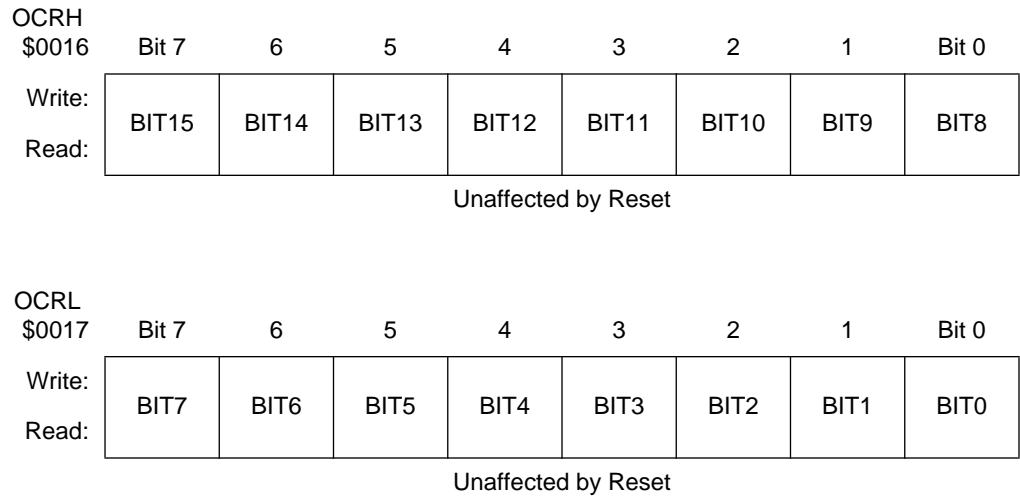 OCRH
$0016 Bit 7 6 5 4 3 2 1 Bit 0
Write:
BIT15 BIT14 BIT13 BIT12 BIT11 BIT10 BIT9 BIT8
Read:
Unaffected by Reset
OCRL
$0017 Bit 7 6 5 4 3 2 1 Bit 0
Write:
BIT7 BIT6 BIT5 BIT4 BIT3 BIT2 BIT1 BIT0
Read:
Unaffected by Reset